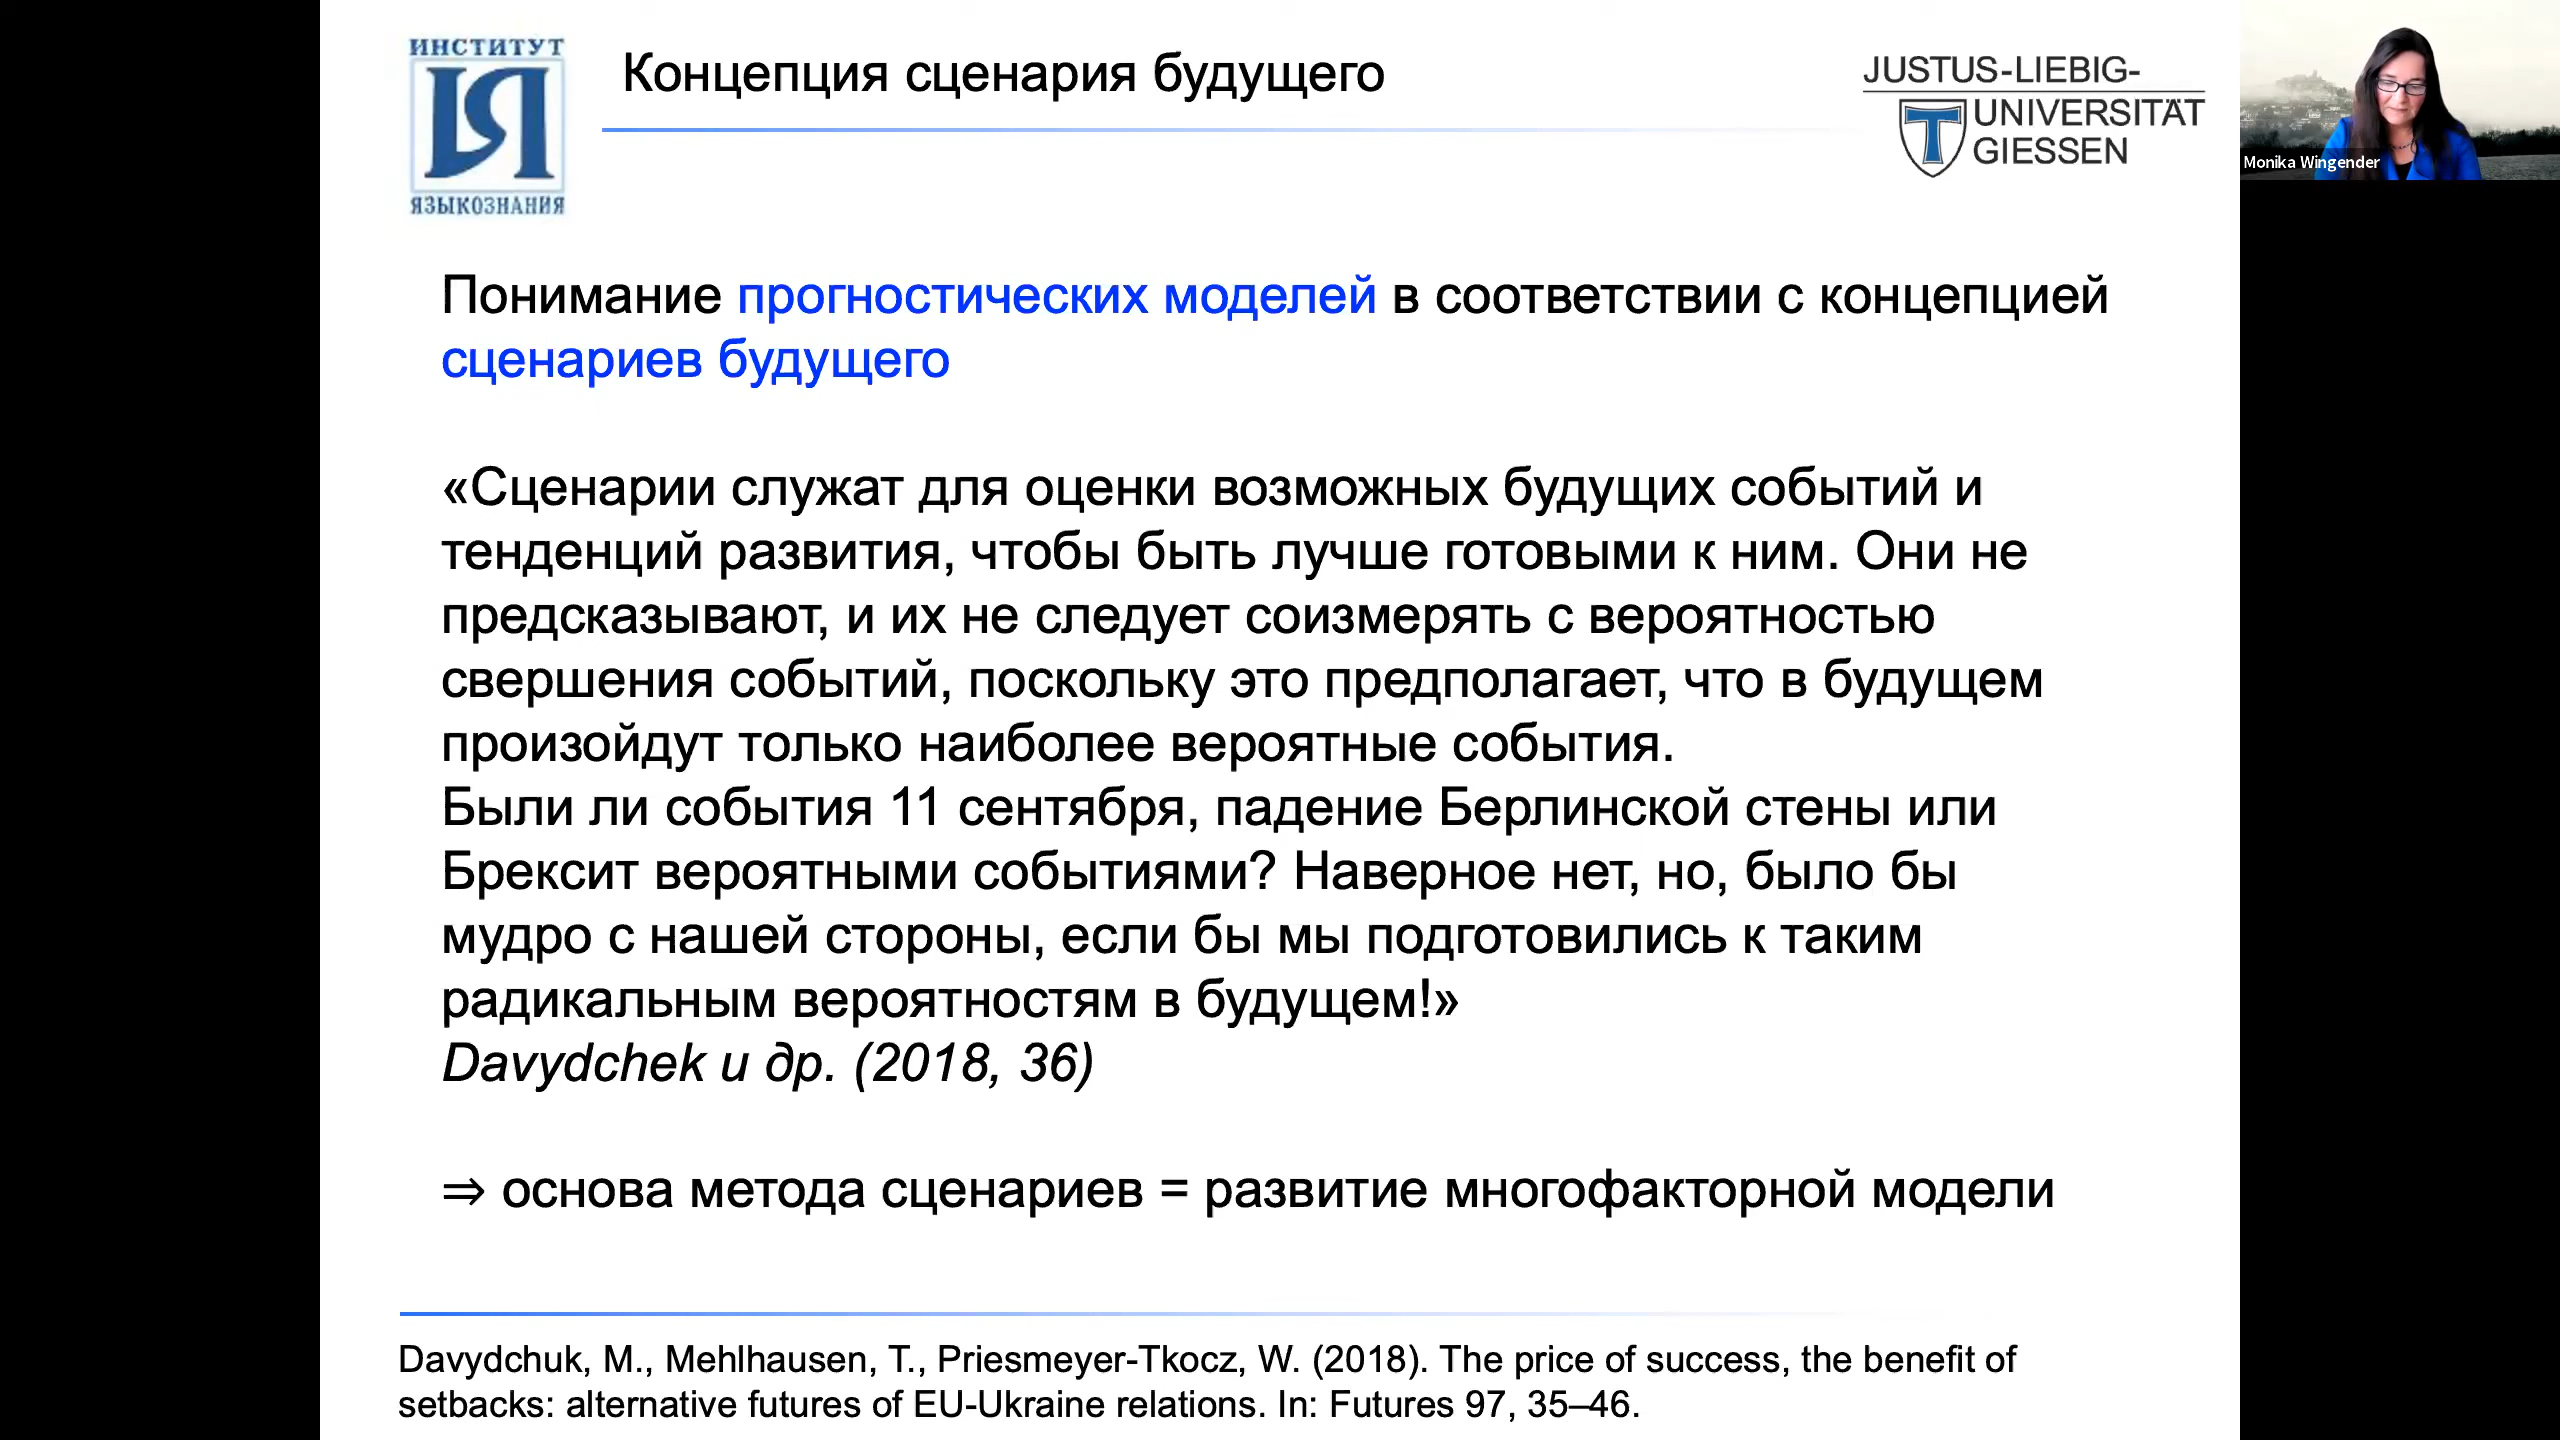 ИНСТИТУТ
ИЯ
ЯЗЫКОЗНАНИЯ
Концепция сценария будущего
JUSTUS-LIEBIG-
UNIVERSITÄT
GIESSEN
Monika Wingender
Понимание прогностических моделей в соответствии с концепцией
сценариев будущего
«Сценарии служат для оценки возможных будущих событий и
тенденций развития, чтобы быть лучше готовыми к ним. Они не
предсказывают, и их не следует соизмерять с вероятностью
свершения событий, поскольку это предполагает, что в будущем
произойдут только наиболее вероятные события.
Были ли события 11 сентября, падение Берлинской стены или
Брексит вероятными событиями? Наверное нет, но, было бы
мудро с нашей стороны, если бы мы подготовились к таким
радикальным вероятностям в будущем!»
Davydchek и др. (2018, 36)
⇒ основа метода сценариев = развитие многофакторной модели
Davydchuk, M., Mehlhausen, T., Priesmeyer-Tkocz, W. (2018). The price of success, the benefit of
setbacks: alternative futures of EU-Ukraine relations. In: Futures 97, 35–46.